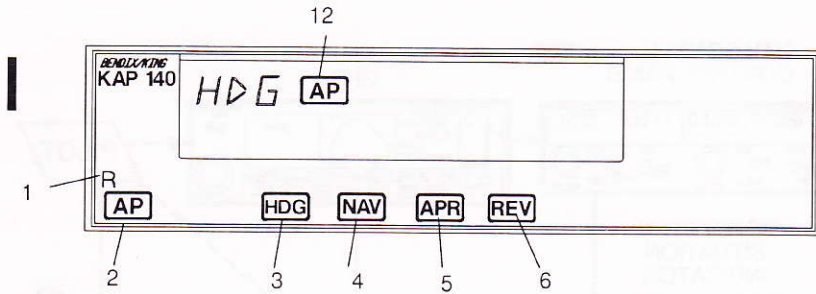 12
BENDIX/KING
KAP 140
HDG AP
1
R
AP HDG NAV APR REV
2 3 4 5 6